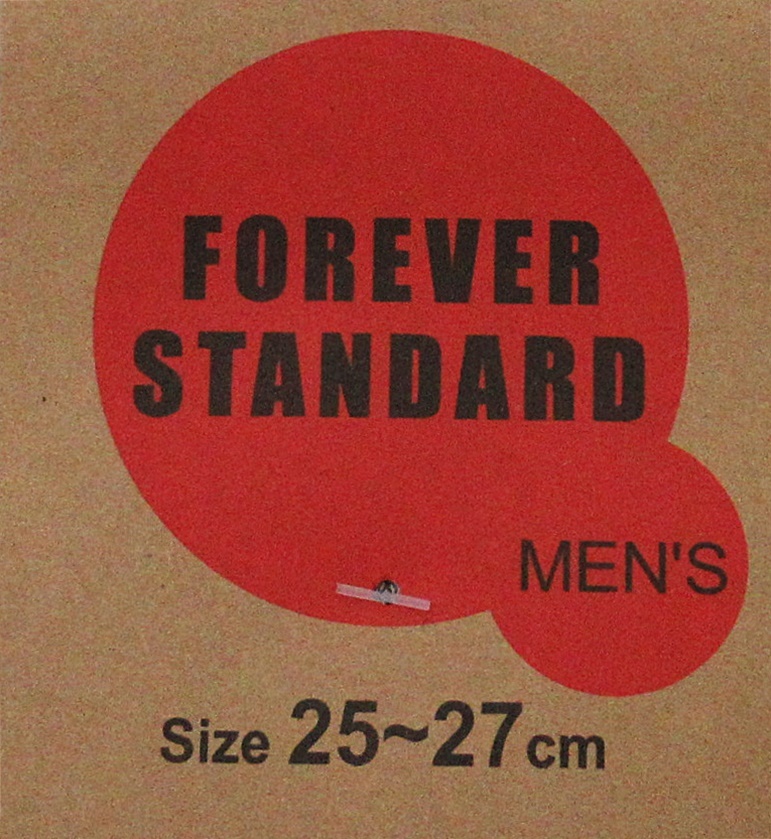 FOREVER
STANDARD
MEN'S
Size 25~27cm